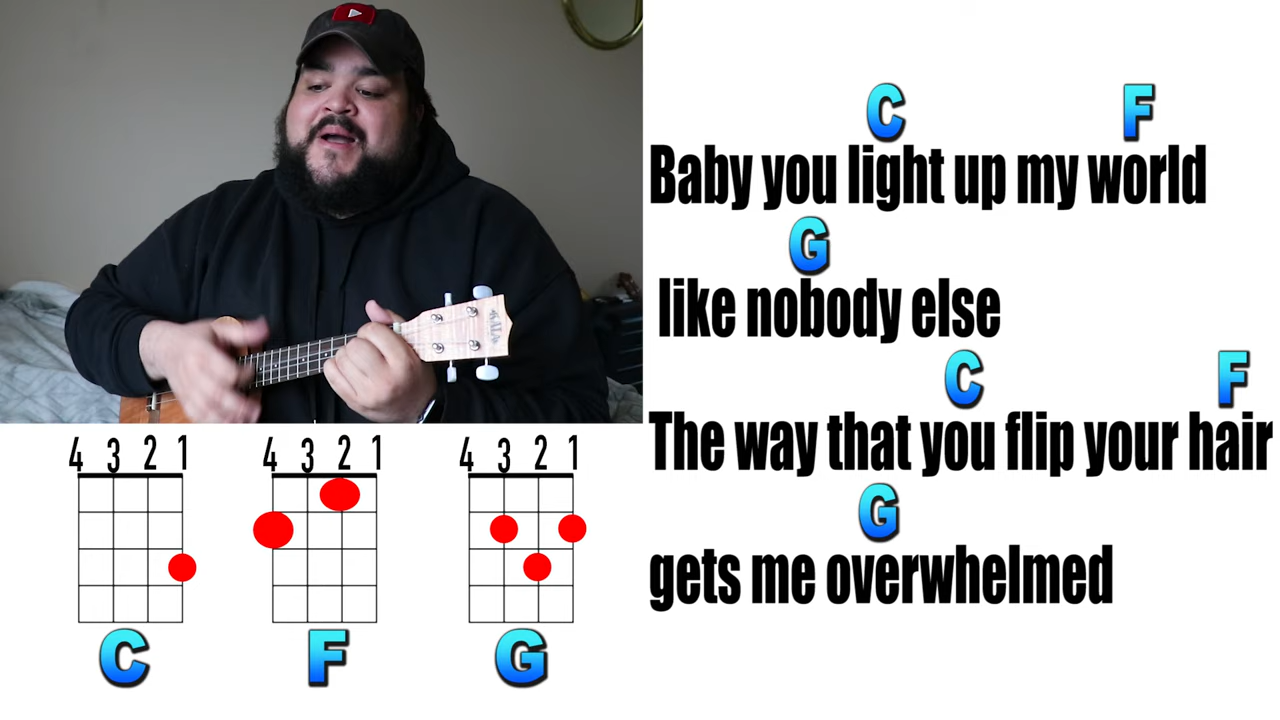 C F
Baby you light up my world
G
like nobody else
C F
The way that you flip your hair
G
gets me overwhelmed
KALA
4 3 2 1
4 3 2 1
4 3 2 1
C
F
G